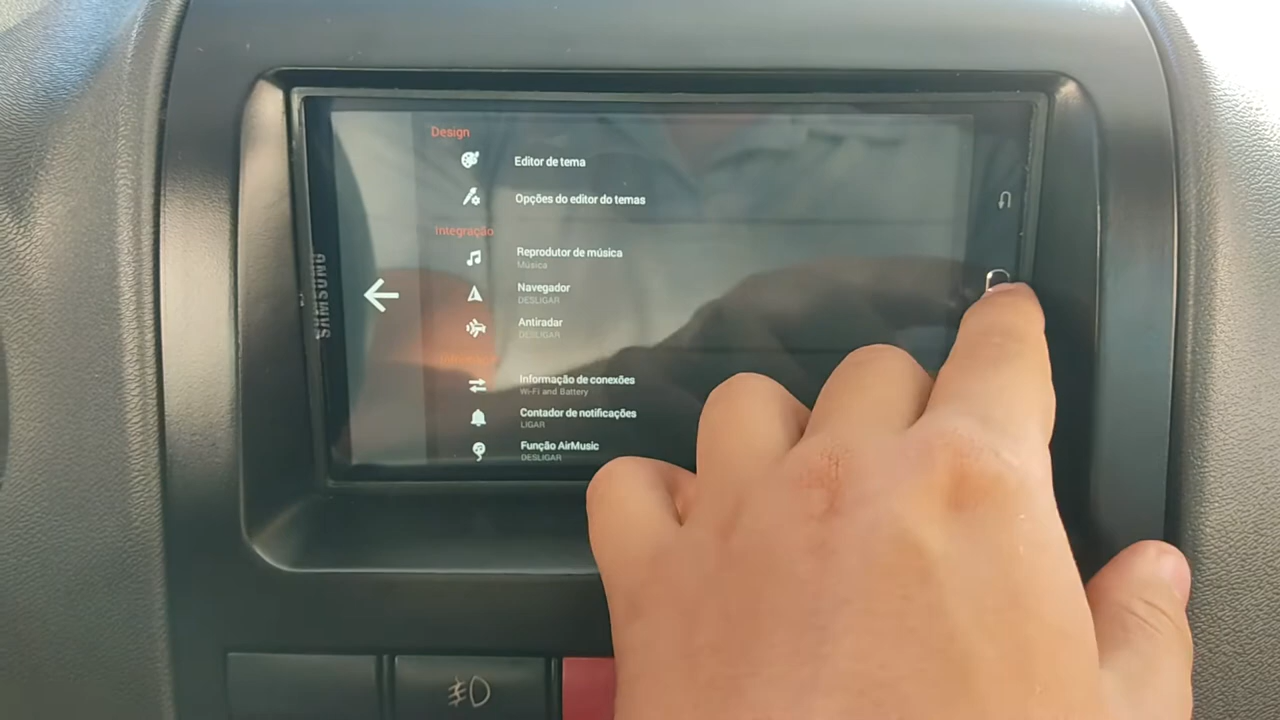 SAMSUNG
Design
Editor de tema
Opções do editor do temas
Integração
Reprodutor de música
Música
Navegador
DESLIGAR
Antiradar
DESLIGAR
Informação de conexões
Wi-Fi and Battery
Contador de notificações
LIGAR
Função AirMusic
DESLIGAR